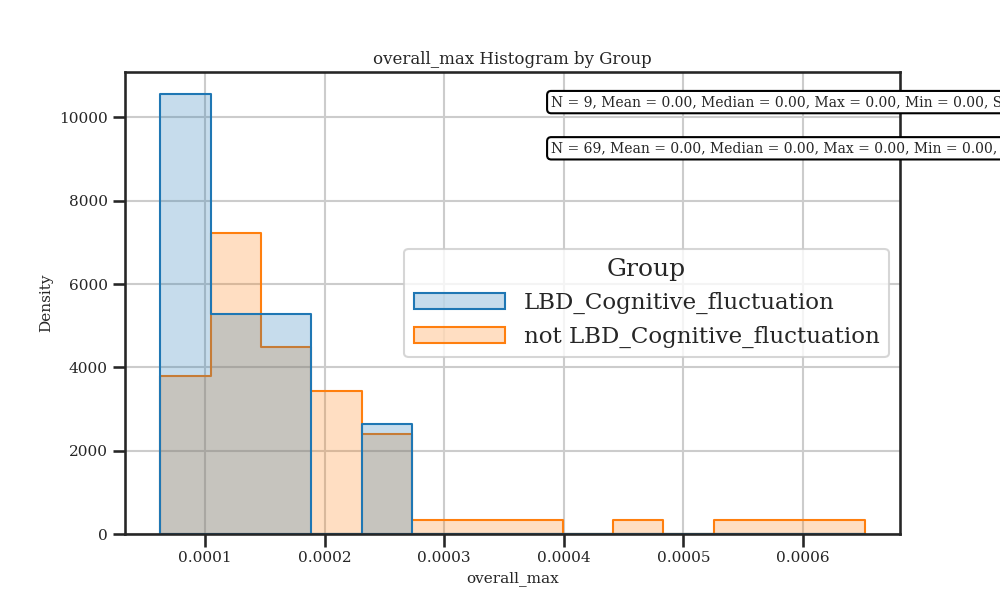 overall_max Histogram by Group
N = 9, Mean = 0.00, Median = 0.00, Max = 0.00, Min = 0.00, S
N = 69, Mean = 0.00, Median = 0.00, Max = 0.00, Min = 0.00,
10000
8000
6000
4000
2000
0
Density
Group
LBD_Cognitive_fluctuation
not LBD_Cognitive_fluctuation
0.0001 0.0002 0.0003 0.0004 0.0005 0.0006
overall_max